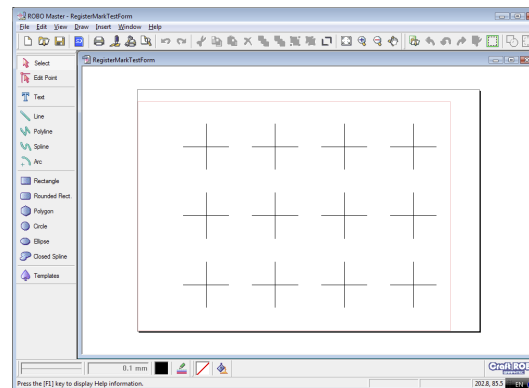 ROBO Master - RegisterMarkTestForm
File Edit View Draw Insert Window Help
RegisterMarkTestForm
Select
Edit Point
Text
Line
Polyline
Spline
Arc
Rectangle
Rounded Rect.
Polygon
Circle
Ellipse
Closed Spline
Templates
0.1 mm
Craft RO
Press the [F1] key to display Help information.
202.8, 85.5
EN